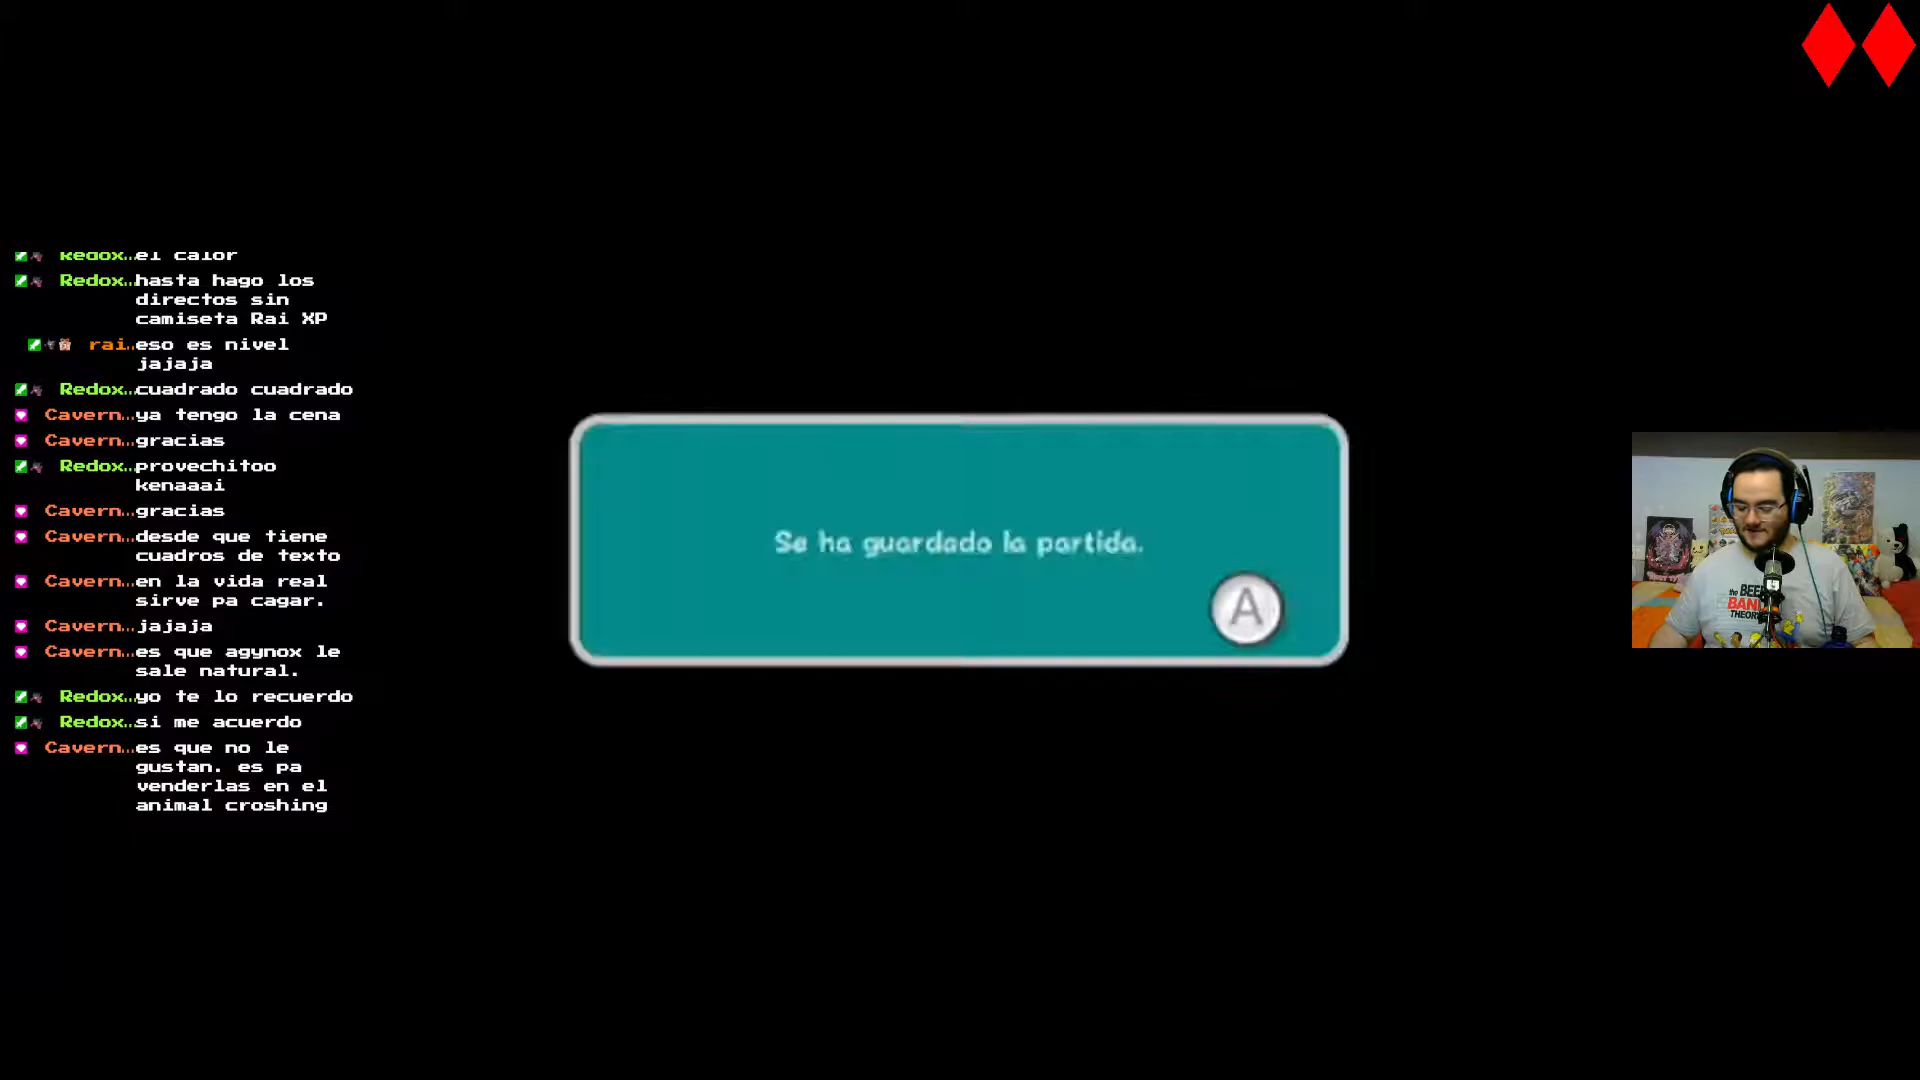 Redox...el calor
Redox...hasta hago los
directos sin
camiseta Rai XP
rai..eso es nivel
jajaja
Redox...cuadrado cuadrado
Cavern...ya tengo la cena
Cavern...gracias
Redox...provechitoo
kenaaai
Cavern...gracias
Cavern...desde que tiene
cuadros de texto
Cavern...en la vida real
sirve pa cagar.
Cavern...jajaja
Cavern...es que agynox le
sale natural.
Redox...yo te lo recuerdo
Redox...si me acuerdo
Cavern...es que no le
gustan. es pa
venderlas en el
animal croshing
Se ha guardado la partida.
A
the BEER
BAND
THEORY